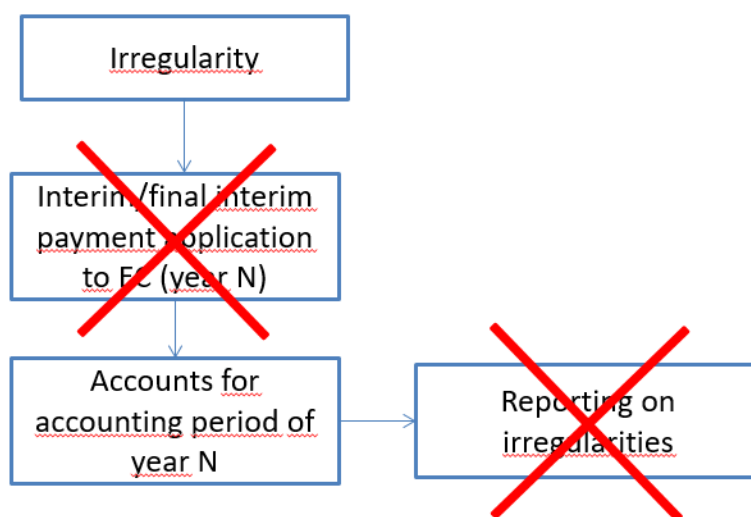 Irregularity
Interim/final interim
payment application
to EC (year N)
Accounts for
accounting period of
year N
Reporting on
irregularities